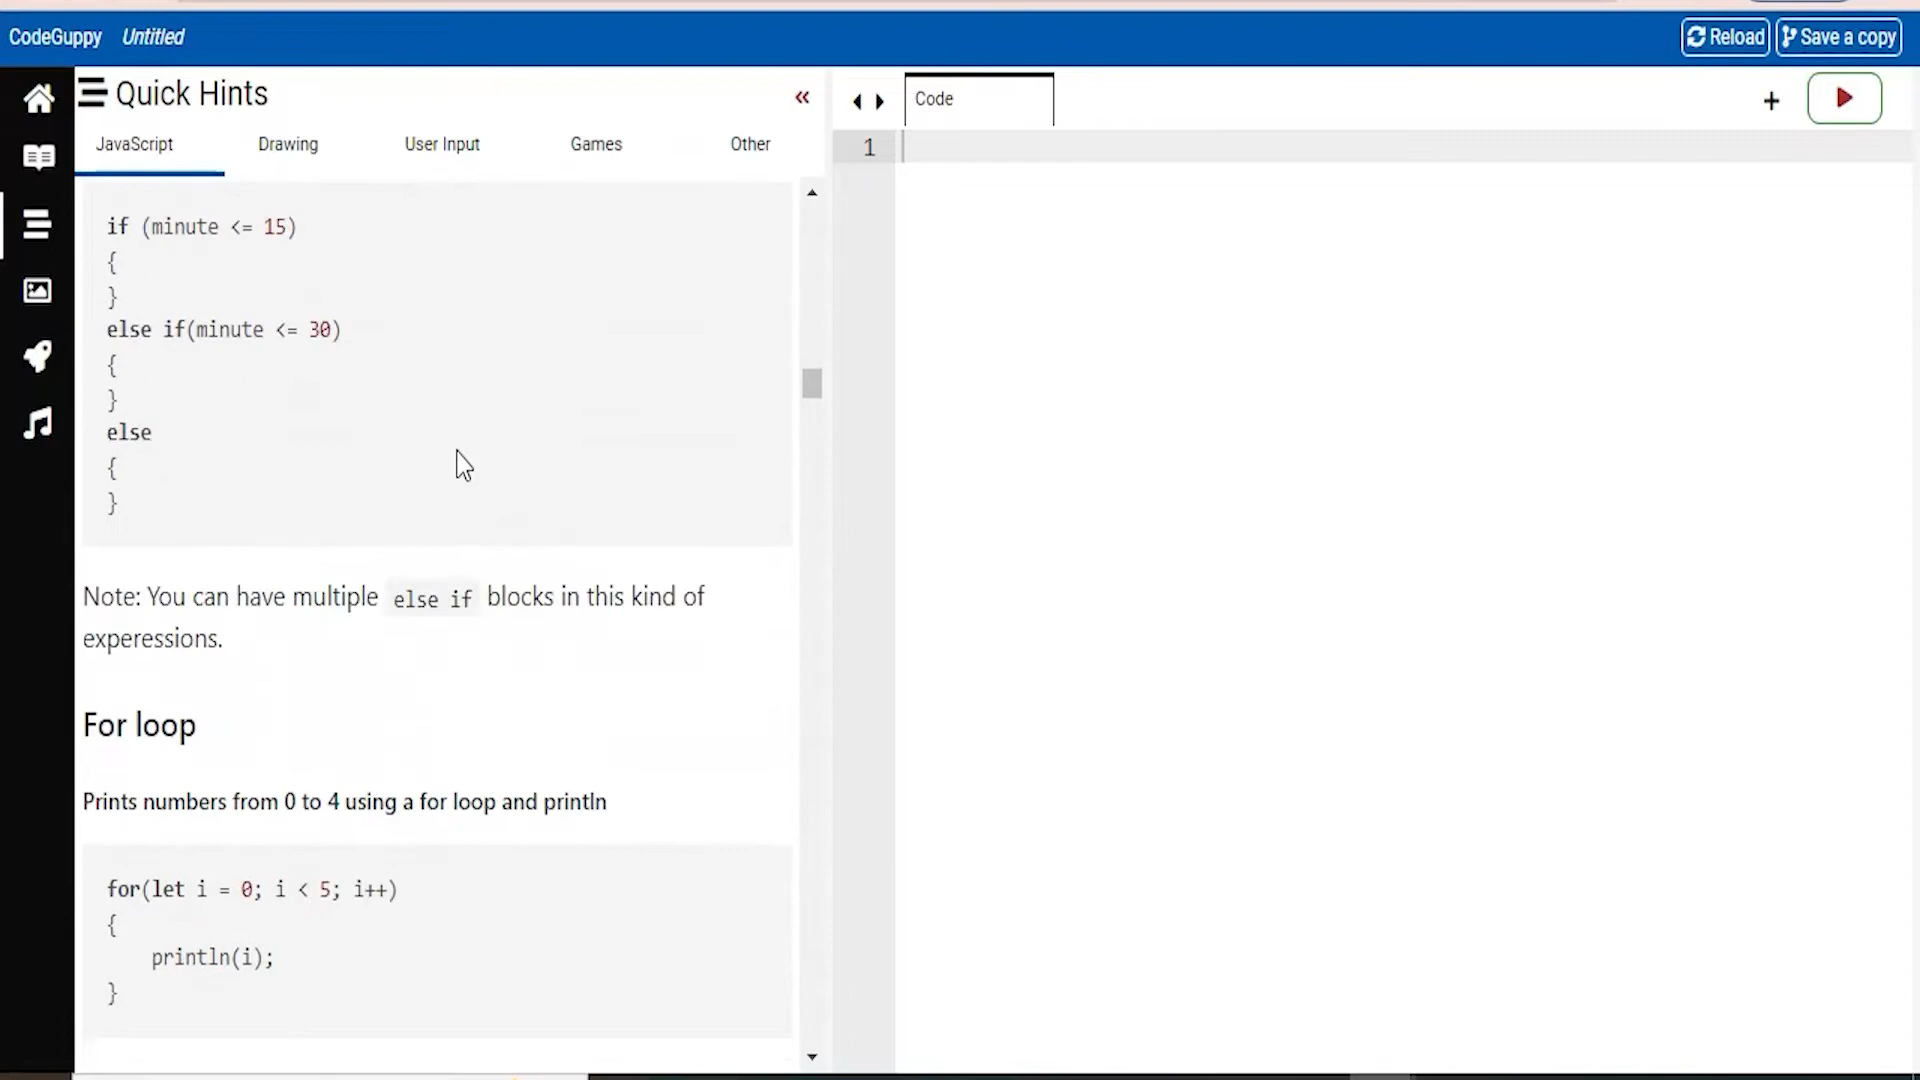 CodeGuppy Untitled Reload Save a copy
Quick Hints
JavaScript Drawing User Input Games Other
Code
1
if (minute <= 15)
{
}
else if(minute <= 30)
{
}
else
{
}
Note: You can have multiple else if blocks in this kind of
experessions.
For loop
Prints numbers from 0 to 4 using a for loop and println
for(let i = 0; i < 5; i++)
{
println(i);
}